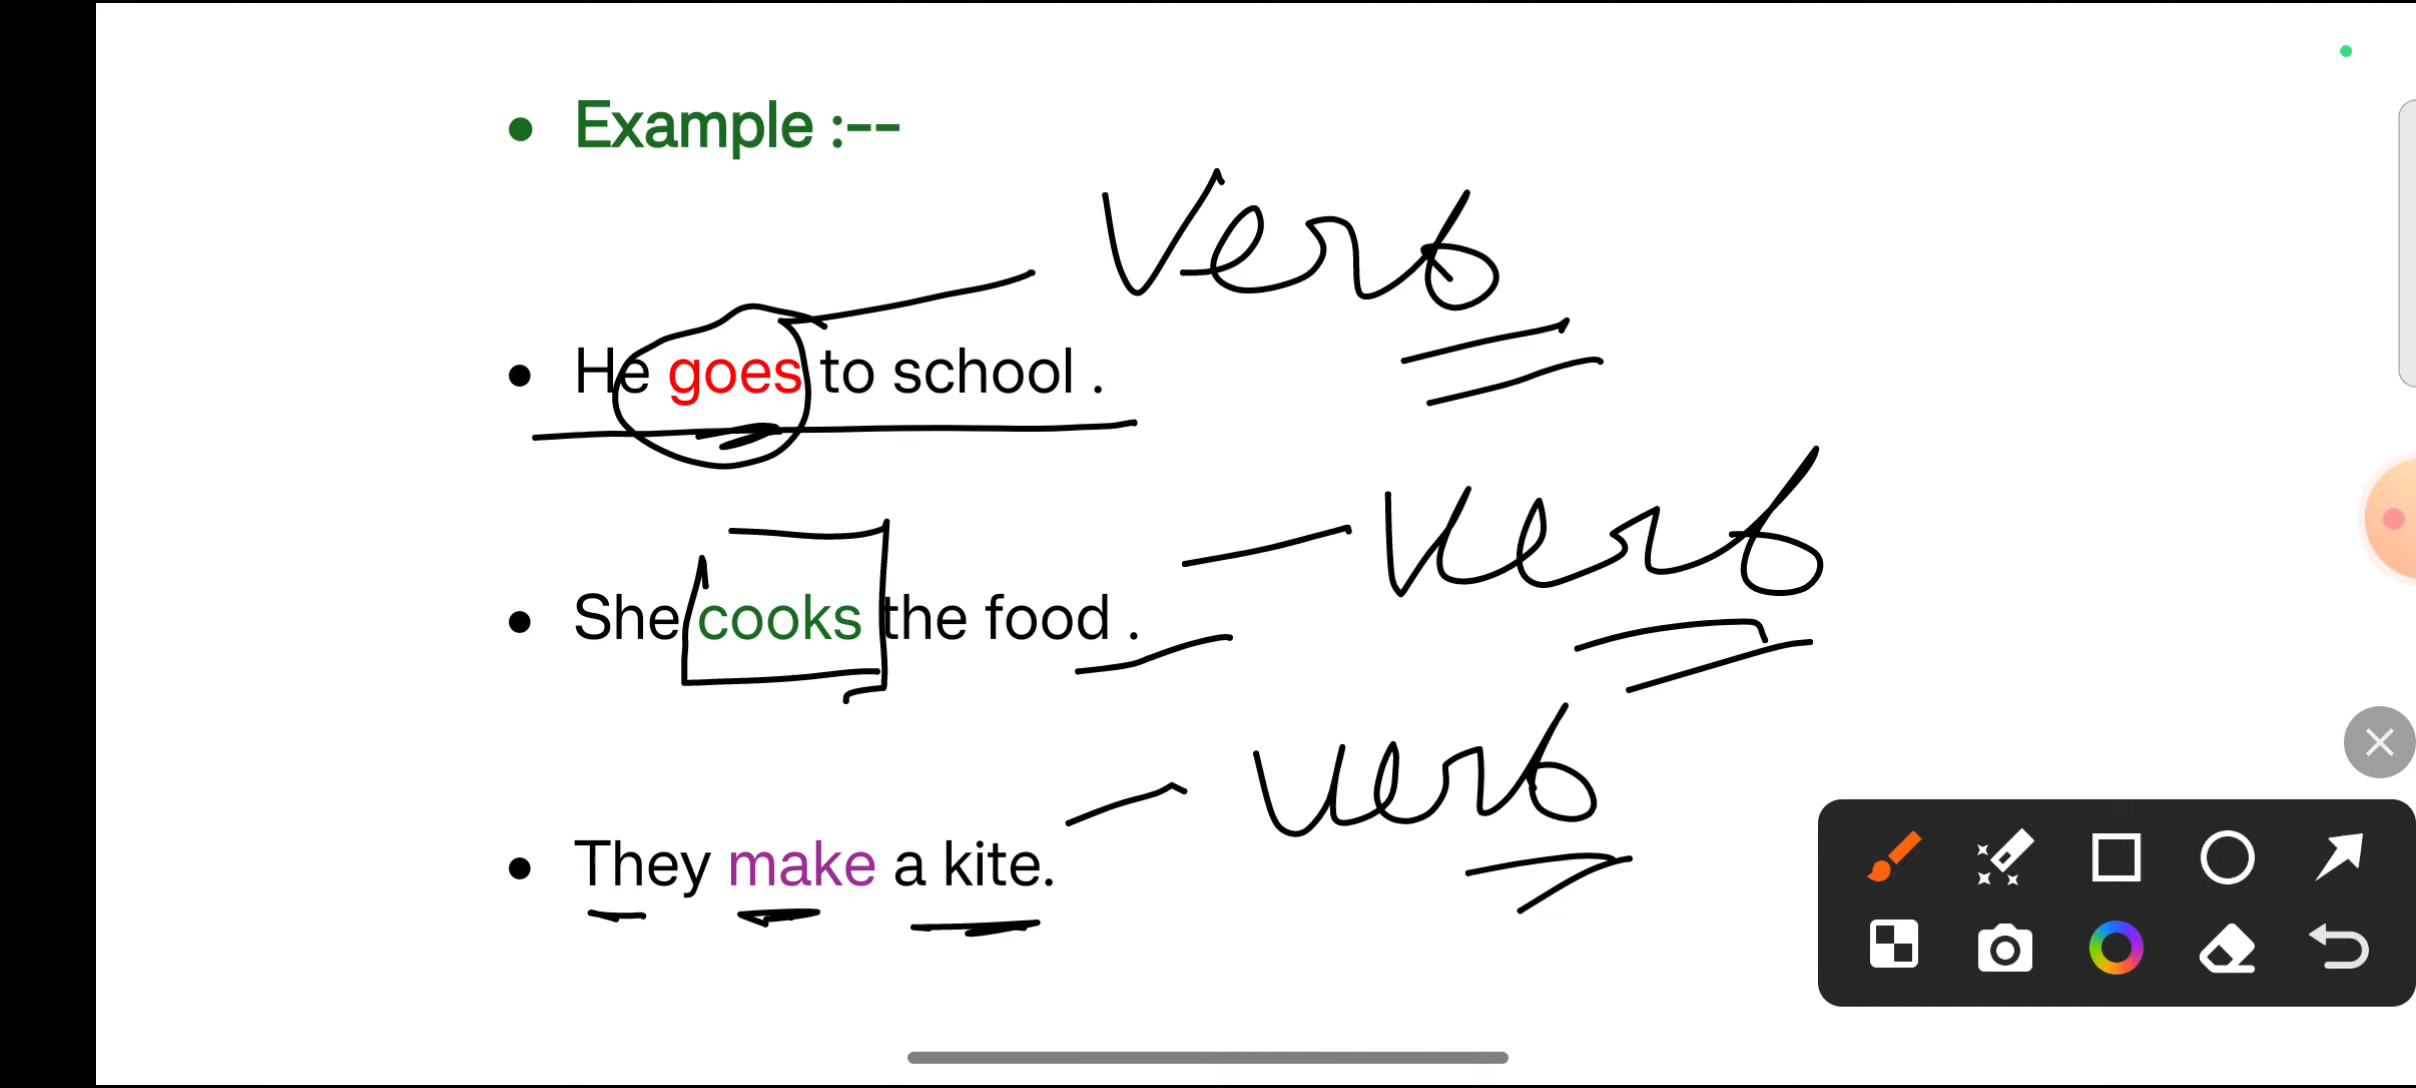 Example :--
Verb
He goes to school .
verb
She cooks the food .
verb
They make a kite.